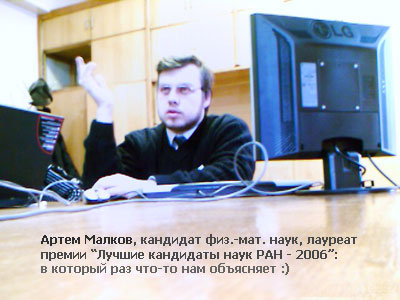 LG
Артем Малков, кандидат физ.-мат. наук, лауреат
премии “Лучшие кандидаты наук РАН - 2006”:
в который раз что-то нам объясняет :)